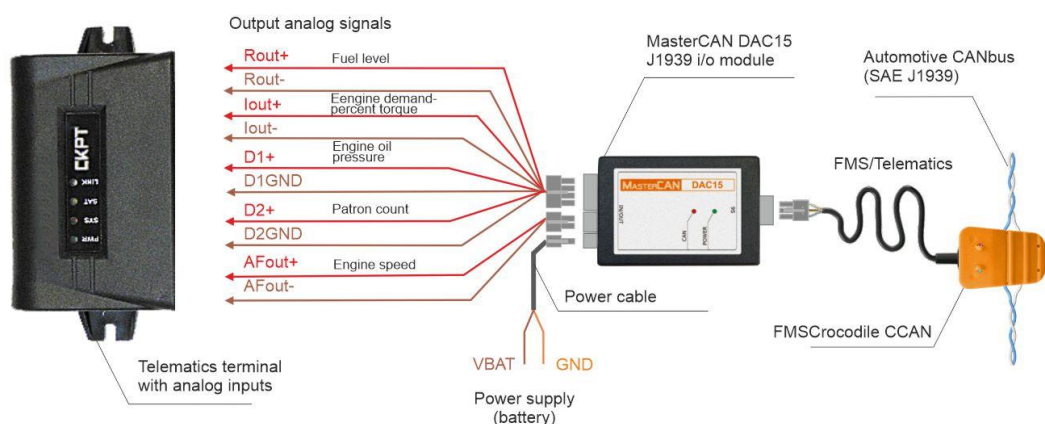 Output analog signals
Rout+
Fuel level
Rout-
Iout+
Eengine demand-
percent torque
Iout-
Engine oil
pressure
D1+
D1GND
D2+
Patron count
D2GND
AFout+
Engine speed
AFout-
CKPT
LINK
SAT
SYS
PWR
Telematics terminal
with analog inputs
MasterCAN DAC15
J1939 i/o module
MASTERCAN DAC15
CAN
POWER
S6
Power cable
VBAT
GND
Power supply
(battery)
Automotive CANbus
(SAE J1939)
FMS/Telematics
FMSCrocodile CCAN